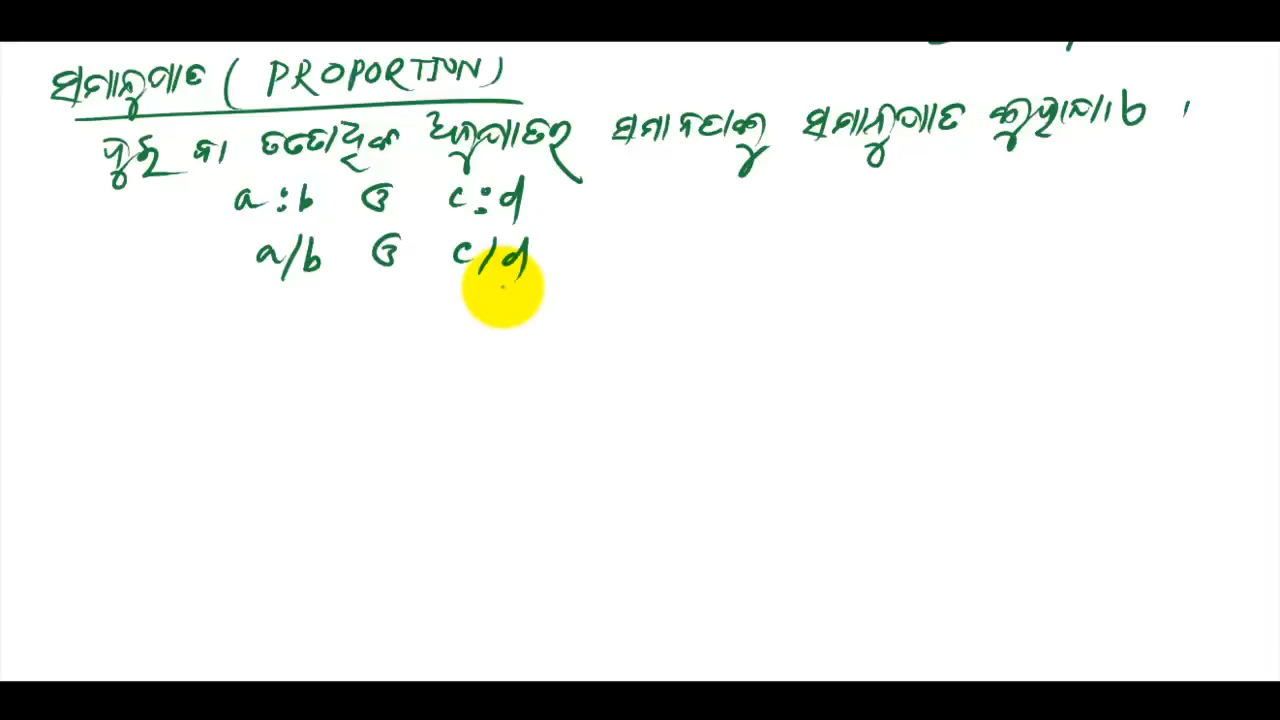 ସମାନୁପାତ ( PROPORTION )
ଦୁଇ ବା ତତୋଧିକ ଅନୁପାତର ସମାନତାକୁ ସମାନୁପାତ କୁହାଯାଏ ।
a : b ଓ c : d
a/b ଓ c/d